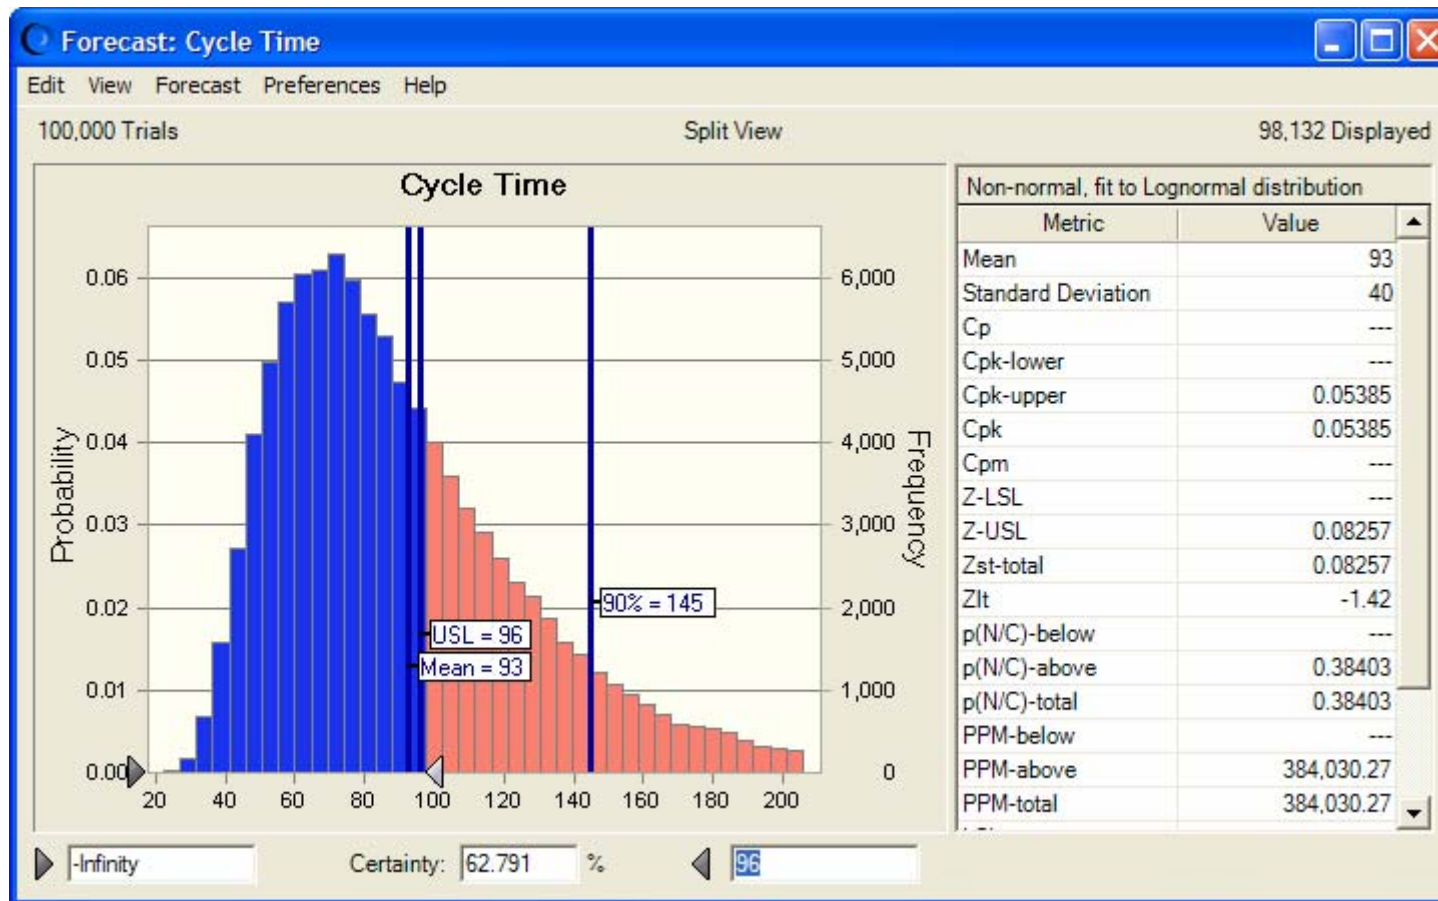 Forecast: Cycle Time
Edit View Forecast Preferences Help
100,000 Trials Split View 98,132 Displayed
Cycle Time
Probability
0.06
0.05
0.04
0.03
0.02
0.01
0.00
6,000
5,000
4,000
3,000
2,000
1,000
0
Frequency
90% = 145
USL = 96
Mean = 93
20 40 60 80 100 120 140 160 180 200
Non-normal, fit to Lognormal distribution
Metric Value
Mean 93
Standard Deviation 40
Cp ---
Cpk-lower ---
Cpk-upper 0.05385
Cpk 0.05385
Cpm ---
Z-LSL ---
Z-USL 0.08257
Zst-total 0.08257
Zlt -1.42
p(N/C)-below ---
p(N/C)-above 0.38403
p(N/C)-total 0.38403
PPM-below ---
PPM-above 384,030.27
PPM-total 384,030.27
-Infinity Certainty: 62.791 % 96